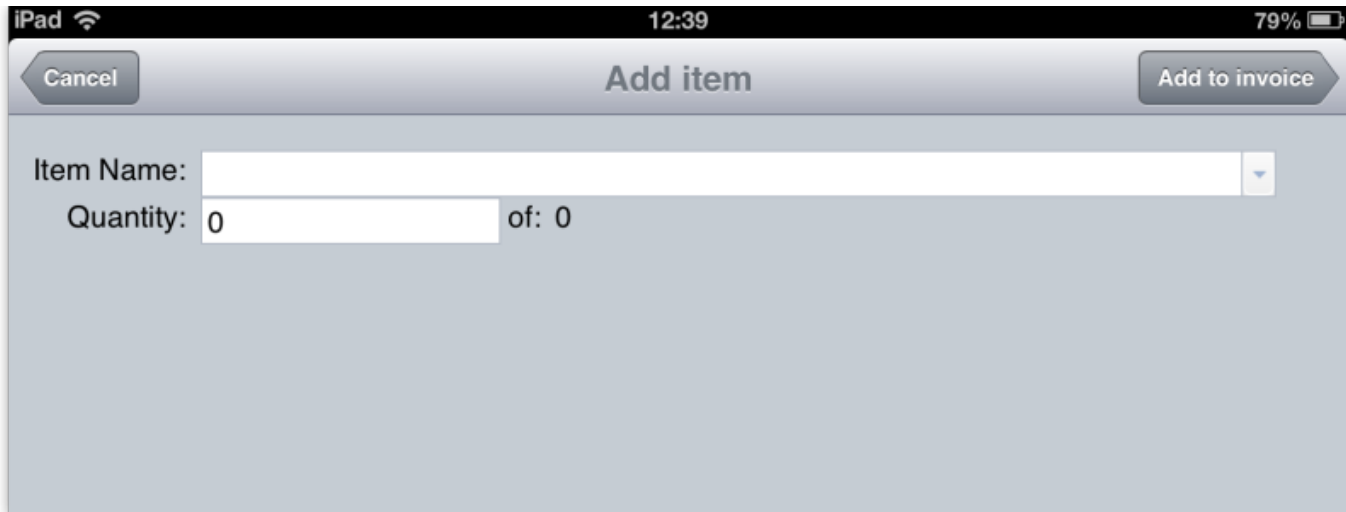 iPad 12:39 79%
Cancel Add item Add to invoice
Item Name:
Quantity: 0 of: 0